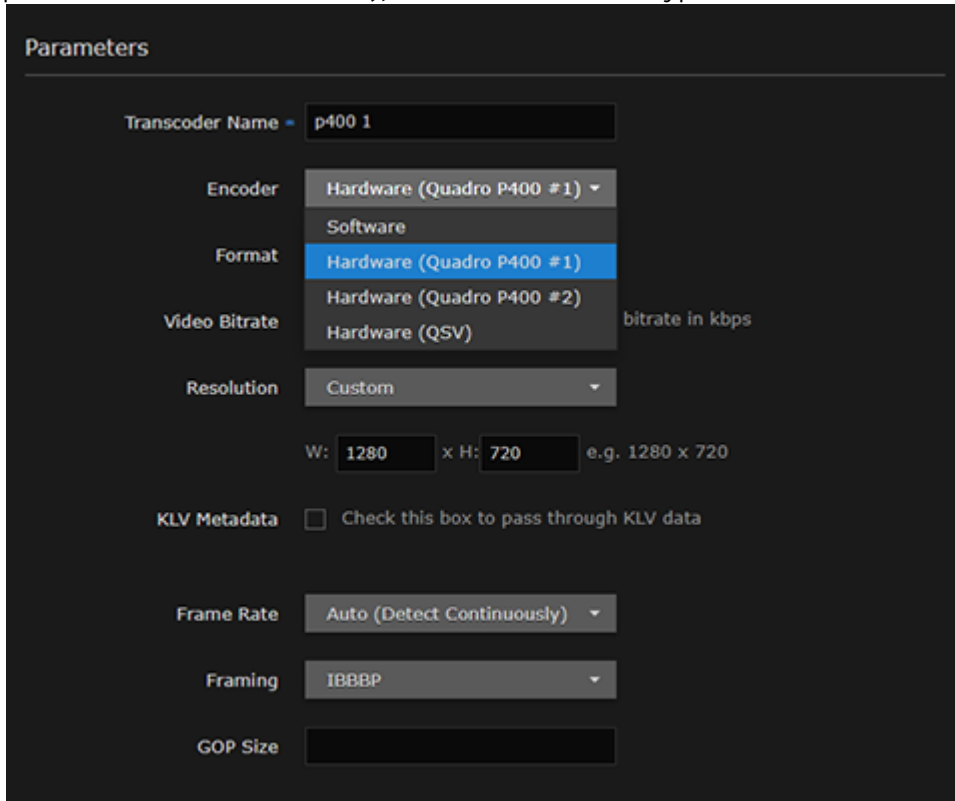 Parameters
Transcoder Name p400 1
Encoder Hardware (Quadro P400 #1)
Software
Format Hardware (Quadro P400 #1)
Hardware (Quadro P400 #2)
Video Bitrate bitrate in kbps
Hardware (QSV)
Resolution Custom
W: 1280 x H: 720 e.g. 1280 x 720
KLV Metadata Check this box to pass through KLV data
Frame Rate Auto (Detect Continuously)
Framing IBBBP
GOP Size